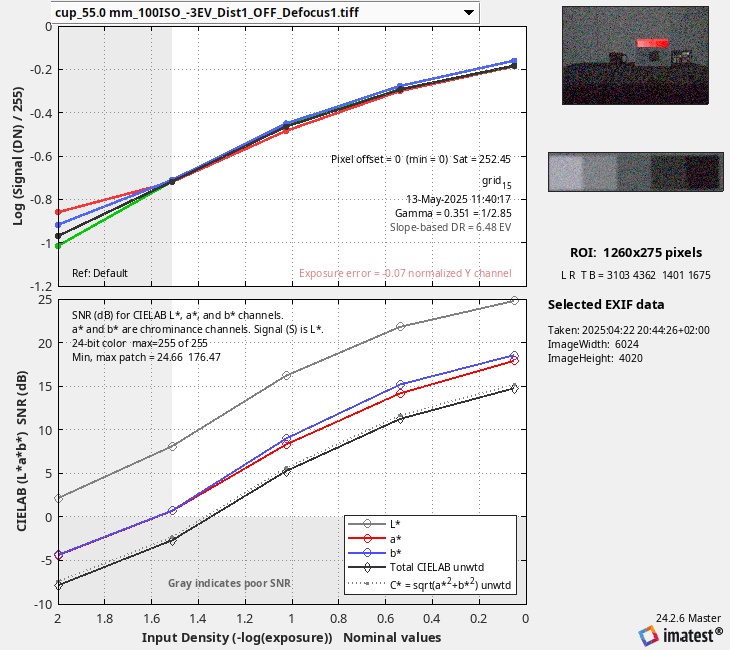 cup_55.0 mm_100ISO_-3EV_Dist1_OFF_Defocus1.tiff
0
-0.2
-0.4
-0.6
-0.8
-1
-1.2
Log (Signal (DN) / 255)
Pixel offset = 0 (min = 0) Sat = 252.45
grid15
13-May-2025 11:40:17
Gamma = 0.351 = 1/2.85
Slope-based DR = 6.48 EV
Ref: Default
Exposure error = -0.07 normalized Y channel
25
20
15
10
5
0
-5
-10
CIELAB (L*a*b*) SNR (dB)
SNR (dB) for CIELAB L*, a*, and b* channels.
a* and b* are chrominance channels. Signal (S) is L*.
24-bit color max=255 of 255
Min, max patch = 24.66 176.47
L*
a*
b*
Total CIELAB unwtd
C* = sqrt(a*2+b*2) unwtd
Gray indicates poor SNR
2
1.8
1.6
1.4
1.2
1
0.8
0.6
0.4
0.2
0
Input Density (-log(exposure)) Nominal values
ROI: 1260x275 pixels
L R T B = 3103 4362 1401 1675
Selected EXIF data
Taken: 2025:04:22 20:44:26+02:00
ImageWidth: 6024
ImageHeight: 4020
24.2.6 Master
imatest®